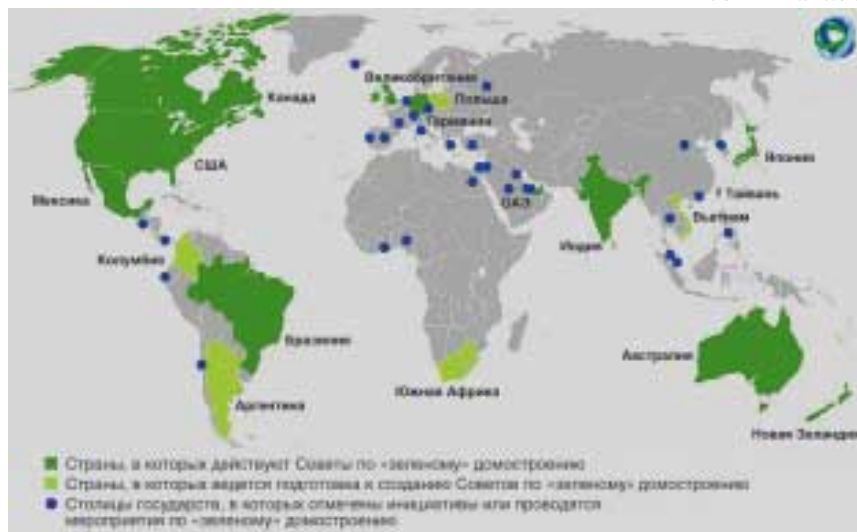 Великобритания
Канада
Польша
Германия
США
Япония
Мексика
ОАЭ
Тайвань
Вьетнам
Колумбия
Индия
Бразилия
Австралия
Южная Африка
Аргентина
Новая Зеландия
Страны, в которых действуют Советы по «зеленому» домостроению
Страны, в которых ведется подготовка к созданию Советов по «зеленому» домостроению
Столицы государств, в которых отмечены инициативы или проводятся
мероприятия по «зеленому» домостроению